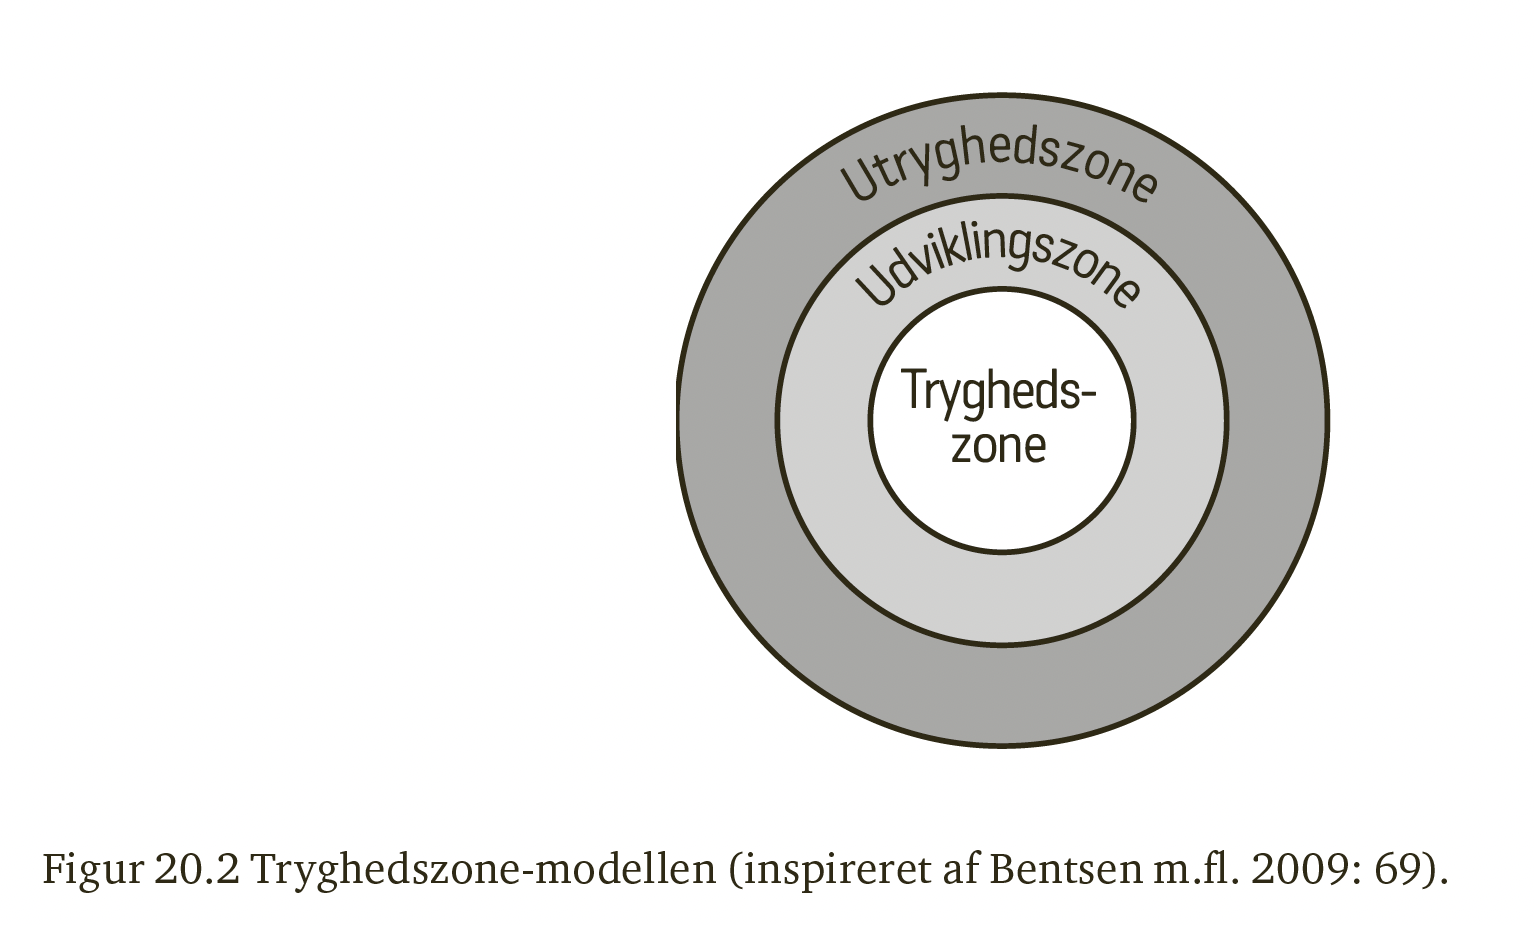 Utryghedszone
Udviklingszone
Trygheds-
zone
Figur 20.2 Tryghedszone-modellen (inspireret af Bentsen m.fl. 2009: 69).